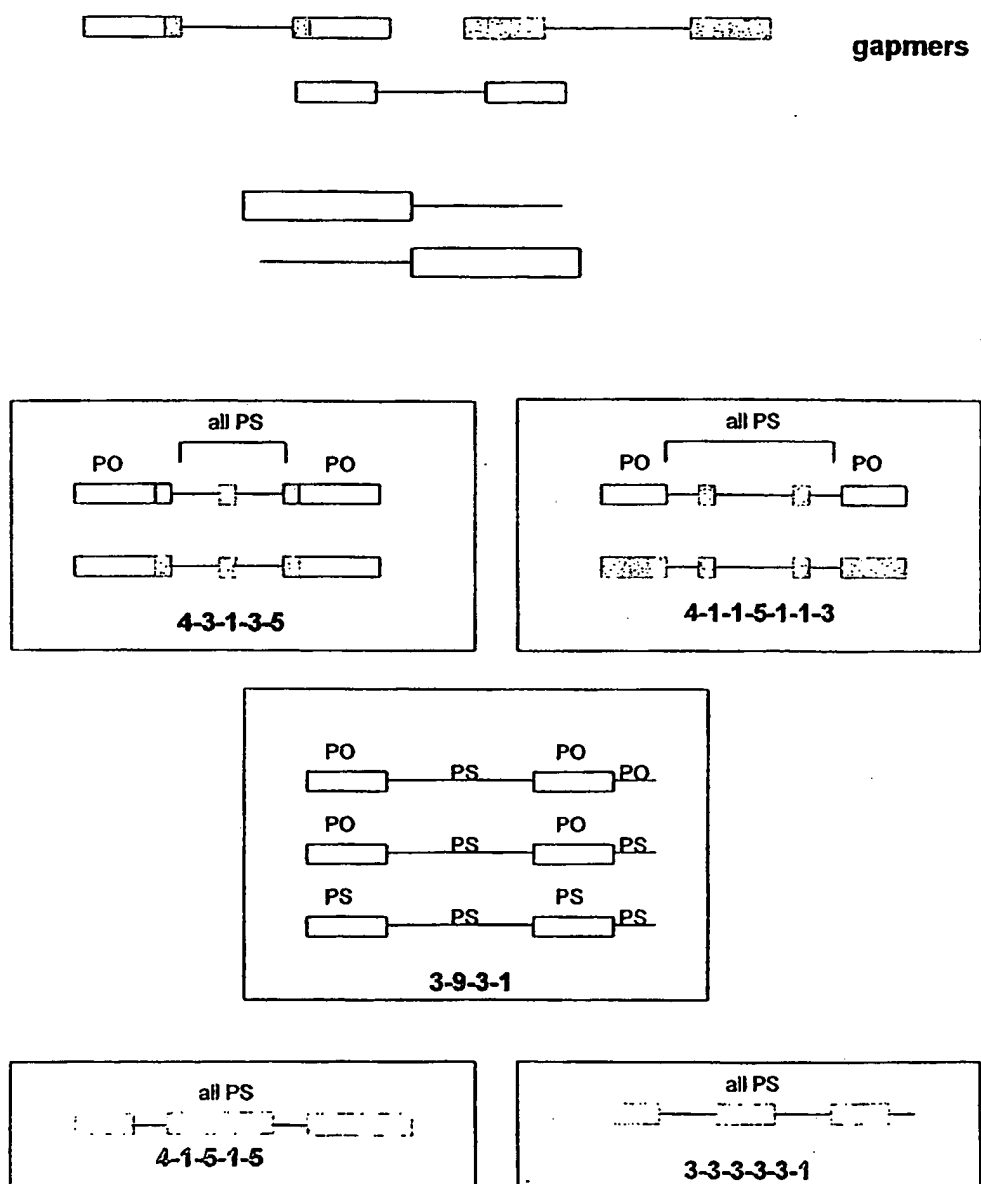 gapmers
all PS
PO PO
4-3-1-3-5
all PS
PO PO
4-1-1-5-1-1-3
PO PO
PS PO
PO PO
PS PS
PS PS
PS PS
3-9-3-1
all PS
4-1-5-1-5
all PS
3-3-3-3-3-1